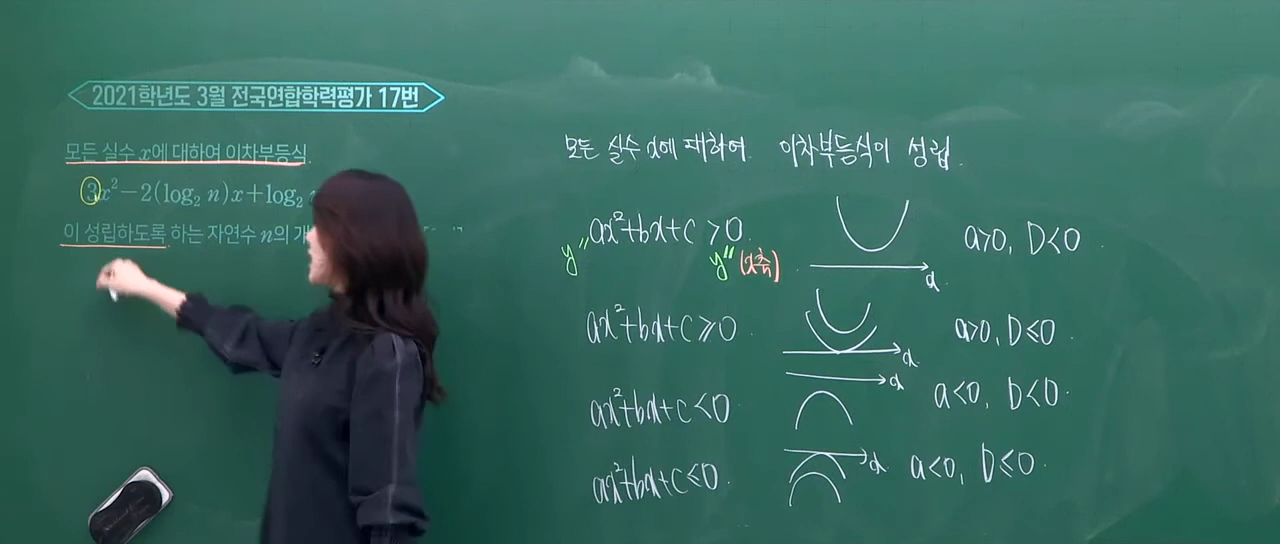 2021학년도 3월 전국연합학력평가 17번
모든 실수 x에 대하여 이차부등식
3x²-2(log₂ n)x+log₂
이 성립하도록 하는 자연수 n의 개
모든 실수 x에 대하여 이차부등식이 성립.
ax²+bx+c > 0.
y" y" (x축)
x
a>0, D<0
ax²+bx+c ≥ 0
x
a>0, D≤0
x
ax²+bx+c < 0
a<0, D<0.
x
ax²+bx+c ≤ 0.
a<0, D≤0.